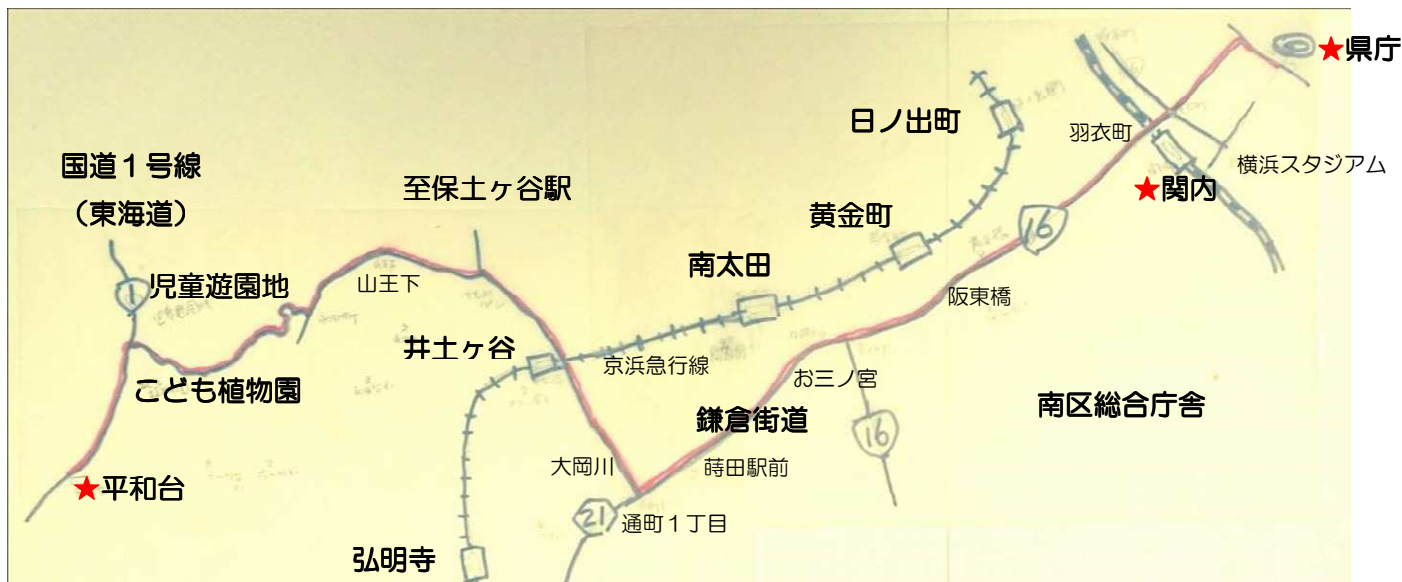 ★県庁
日ノ出町
羽衣町
国道１号線
（東海道）
至保土ヶ谷駅
横浜スタジアム
★関内
黄金町
16
南太田
児童遊園地
1
山王下
阪東橋
井土ヶ谷
京浜急行線
お三ノ宮
こども植物園
鎌倉街道
南区総合庁舎
16
★平和台
大岡川
蒔田駅前
21
通町１丁目
弘明寺